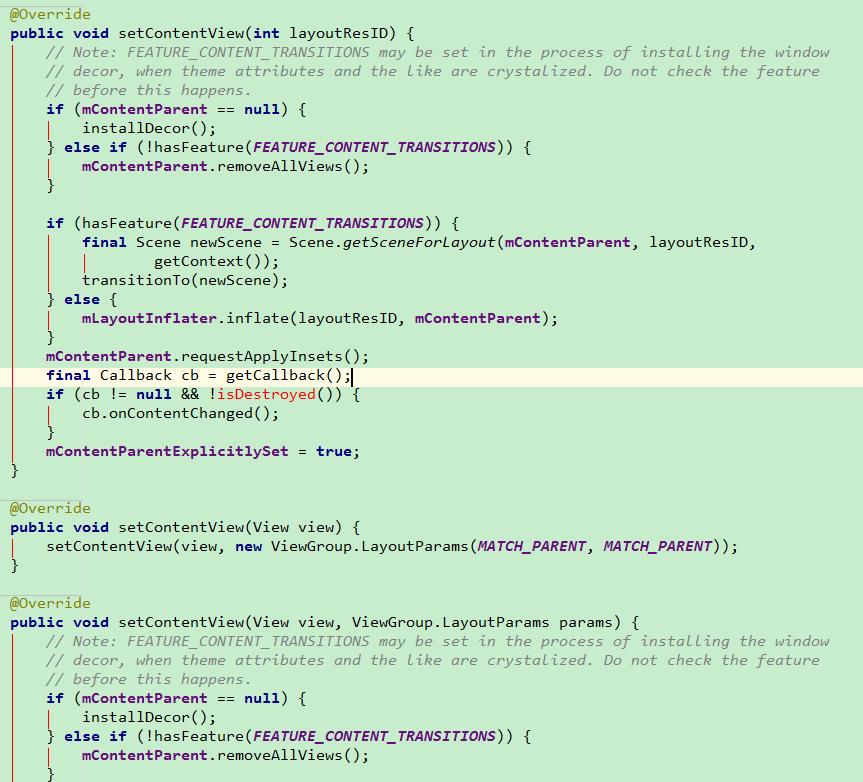 @Override
public void setContentView(int layoutResID) {
    // Note: FEATURE_CONTENT_TRANSITIONS may be set in the process of installing the window
    // decor, when theme attributes and the like are crystalized. Do not check the feature
    // before this happens.
    if (mContentParent == null) {
        installDecor();
    } else if (!hasFeature(FEATURE_CONTENT_TRANSITIONS)) {
        mContentParent.removeAllViews();
    }

    if (hasFeature(FEATURE_CONTENT_TRANSITIONS)) {
        final Scene newScene = Scene.getSceneForLayout(mContentParent, layoutResID,
                getContext());
        transitionTo(newScene);
    } else {
        mLayoutInflater.inflate(layoutResID, mContentParent);
    }
    mContentParent.requestApplyInsets();
    final Callback cb = getCallback();
    if (cb != null && !isDestroyed()) {
        cb.onContentChanged();
    }
    mContentParentExplicitlySet = true;
}

@Override
public void setContentView(View view) {
    setContentView(view, new ViewGroup.LayoutParams(MATCH_PARENT, MATCH_PARENT));
}

@Override
public void setContentView(View view, ViewGroup.LayoutParams params) {
    // Note: FEATURE_CONTENT_TRANSITIONS may be set in the process of installing the window
    // decor, when theme attributes and the like are crystalized. Do not check the feature
    // before this happens.
    if (mContentParent == null) {
        installDecor();
    } else if (!hasFeature(FEATURE_CONTENT_TRANSITIONS)) {
        mContentParent.removeAllViews();
    }